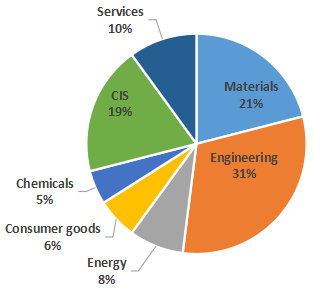 Services
10%
Materials
21%
CIS
19%
Engineering
31%
Chemicals
5%
Consumer goods
6%
Energy
8%